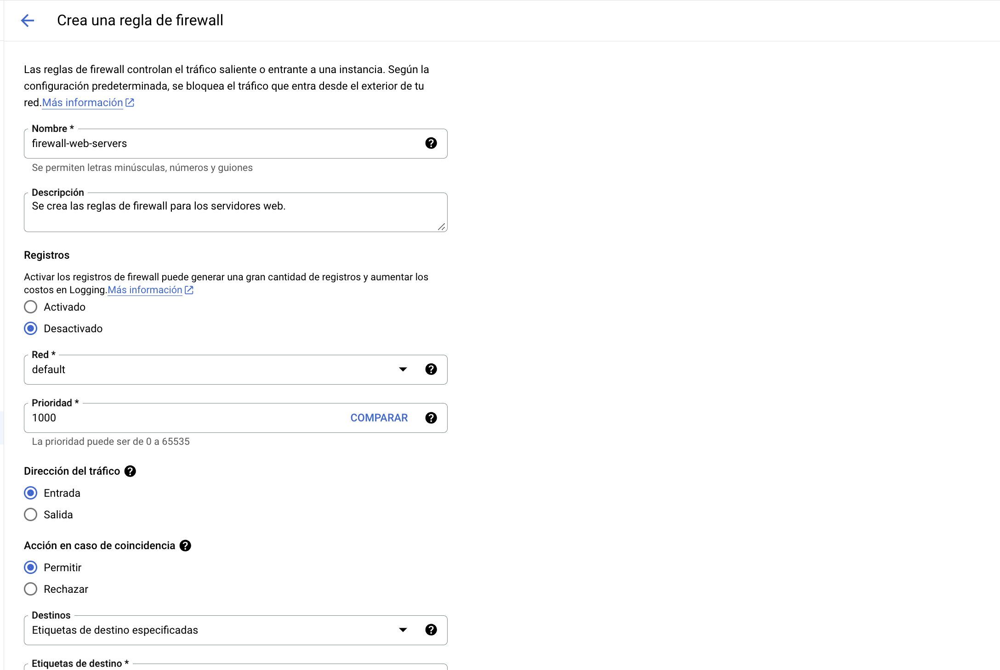 Crea una regla de firewall
Las reglas de firewall controlan el tráfico saliente o entrante a una instancia. Según la
configuración predeterminada, se bloquea el tráfico que entra desde el exterior de tu
red.Más información
Nombre *
firewall-web-servers
Se permiten letras minúsculas, números y guiones
Descripción
Se crea las reglas de firewall para los servidores web.
Registros
Activar los registros de firewall puede generar una gran cantidad de registros y aumentar los
costos en Logging.Más información
Activado
Desactivado
Red *
default
Prioridad *
1000 COMPARAR
La prioridad puede ser de 0 a 65535
Dirección del tráfico
Entrada
Salida
Acción en caso de coincidencia
Permitir
Rechazar
Destinos
Etiquetas de destino especificadas
Etiquetas de destino *